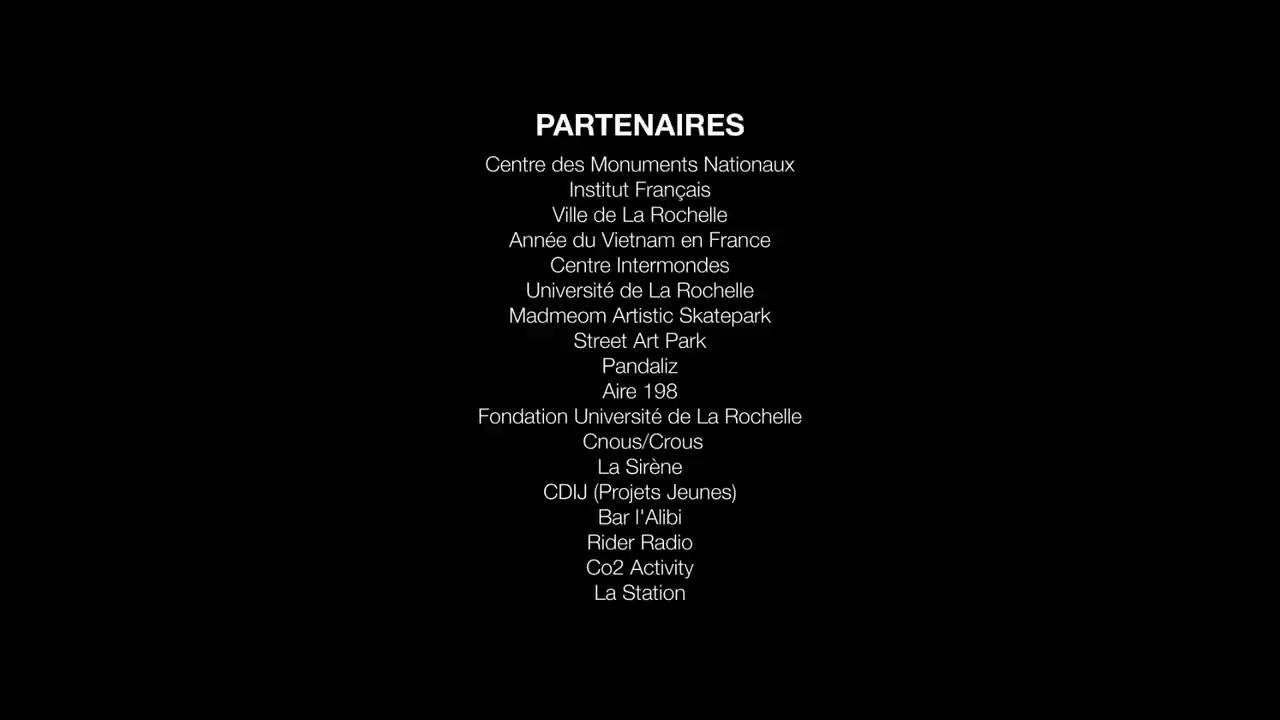 PARTENAIRES
Centre des Monuments Nationaux
Institut Français
Ville de La Rochelle
Année du Vietnam en France
Centre Intermondes
Université de La Rochelle
Madmeom Artistic Skatepark
Street Art Park
Pandaliz
Aire 198
Fondation Université de La Rochelle
Cnous/Crous
La Sirène
CDIJ (Projets Jeunes)
Bar l'Alibi
Rider Radio
Co2 Activity
La Station